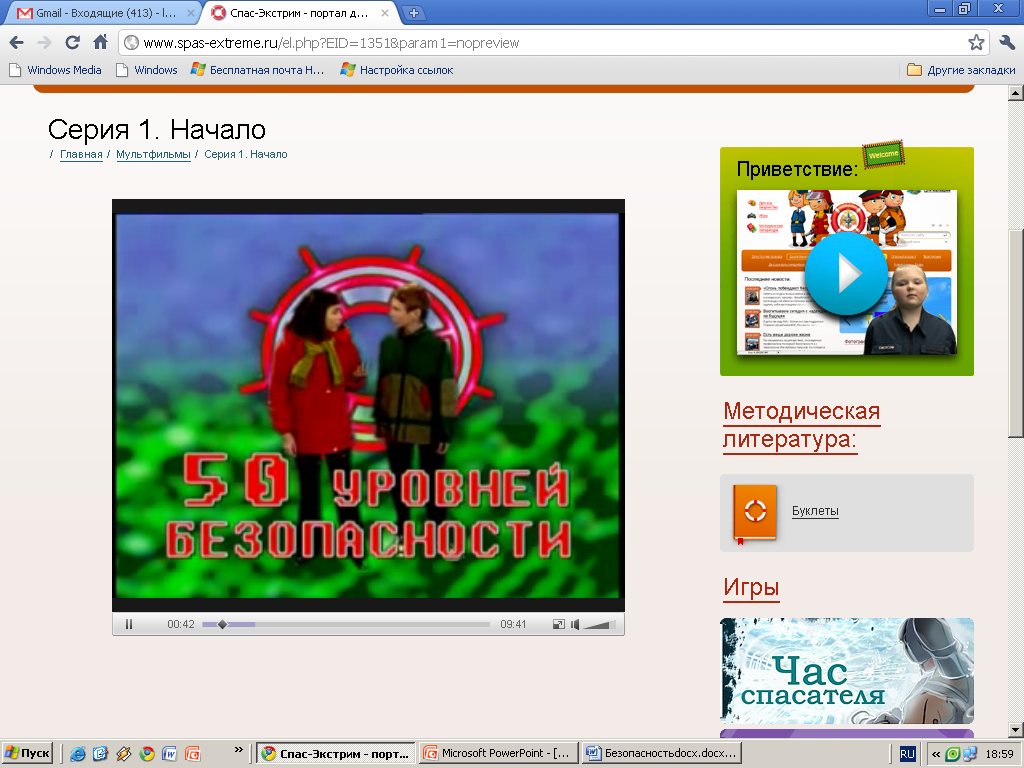 Gmail - Входящие (413) - l...
Спас-Экстрим - портал д...
www.spas-extreme.ru/el.php?EID=1351&param1=nopreview
Windows Media
Windows
Бесплатная почта H...
Настройка ссылок
Другие закладки
Серия 1. Начало
/ Главная / Мультфильмы / Серия 1. Начало
50 УРОВНЕЙ
БЕЗОПАСНОСТИ
00:42
09:41
Приветствие:
Welcome
Последние новости:
Методическая
литература:
Буклеты
Игры
Час
спасателя
Пуск
»
Спас-Экстрим - порт...
Microsoft PowerPoint - [...
Безопасностьdocx.docx...
RU
«
18:59